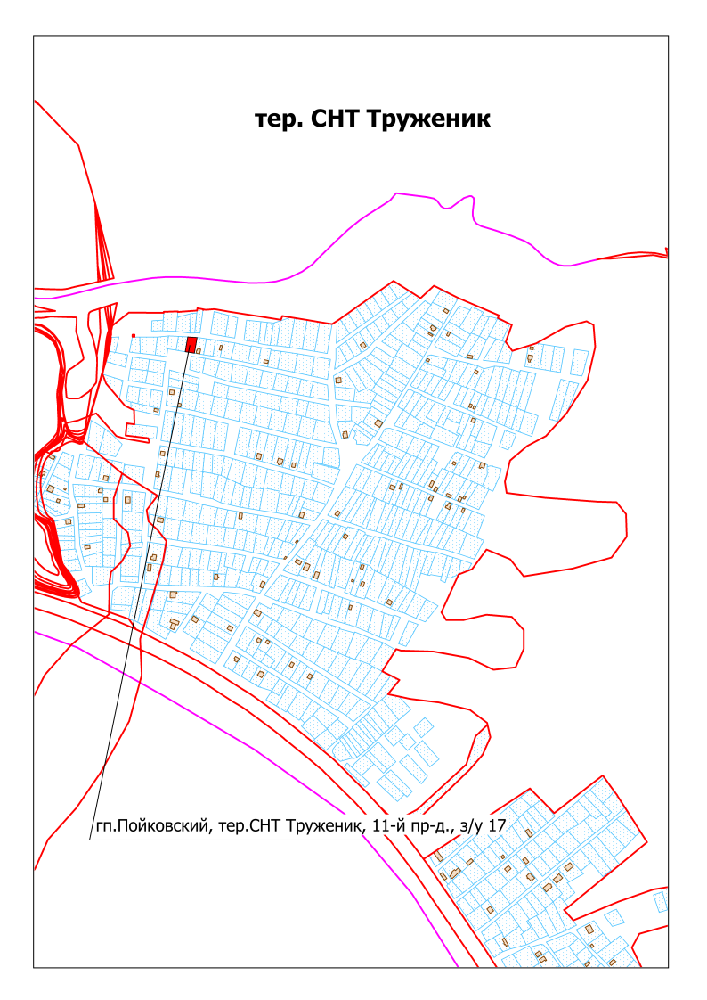 тер. СНТ Труженик
гп.Пойковский, тер.СНТ Труженик, 11-й пр-д., з/у 17